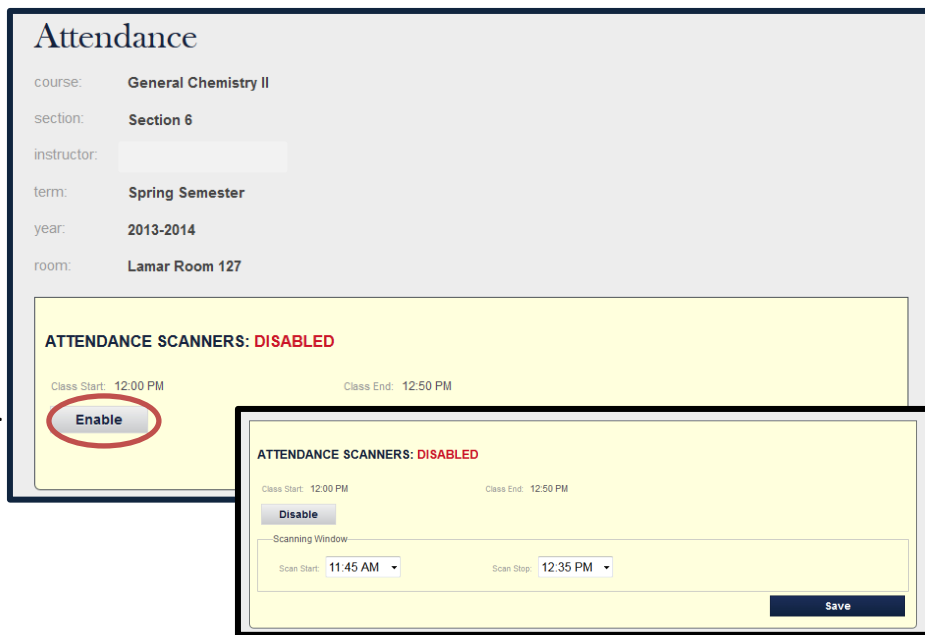 Attendance
course: General Chemistry II
section: Section 6
instructor:
term: Spring Semester
year: 2013-2014
room: Lamar Room 127
ATTENDANCE SCANNERS: DISABLED
Class Start: 12:00 PM Class End: 12:50 PM
Enable
ATTENDANCE SCANNERS: DISABLED
Class Start: 12:00 PM Class End: 12:50 PM
Disable
Scanning Window
Scan Start: 11:45 AM Scan Stop: 12:35 PM
Save